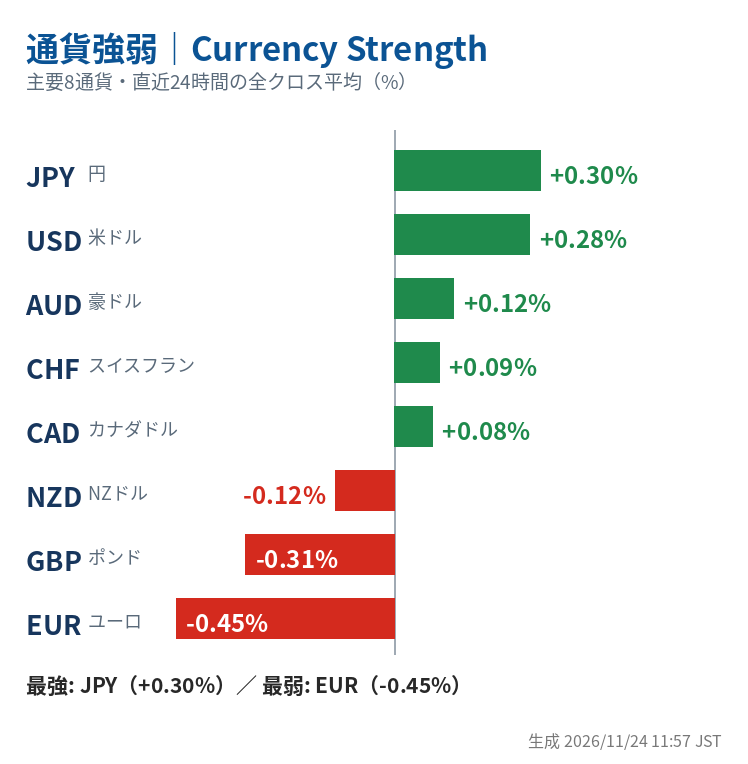 通貨強弱｜Currency Strength
主要8通貨・直近24時間の全クロス平均（%）
JPY 円 +0.30%
USD 米ドル +0.28%
AUD 豪ドル +0.12%
CHF スイスフラン +0.09%
CAD カナダドル +0.08%
NZD NZドル -0.12%
GBP ポンド -0.31%
EUR ユーロ -0.45%
最強: JPY（+0.30%）／ 最弱: EUR（-0.45%）
生成 2026/11/24 11:57 JST